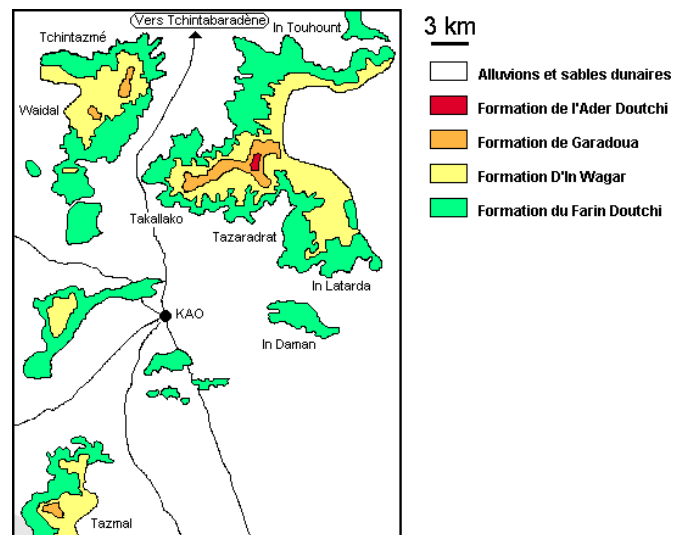 Vers Tchintabaradène
In Touhount
Tchintazmé
Waidal
Takallako
Tazaradrat
In Latarda
KAO
In Daman
Tazmal
3 km
Alluvions et sables dunaires
Formation de l'Ader Doutchi
Formation de Garadoua
Formation D'In Wagar
Formation du Farin Doutchi